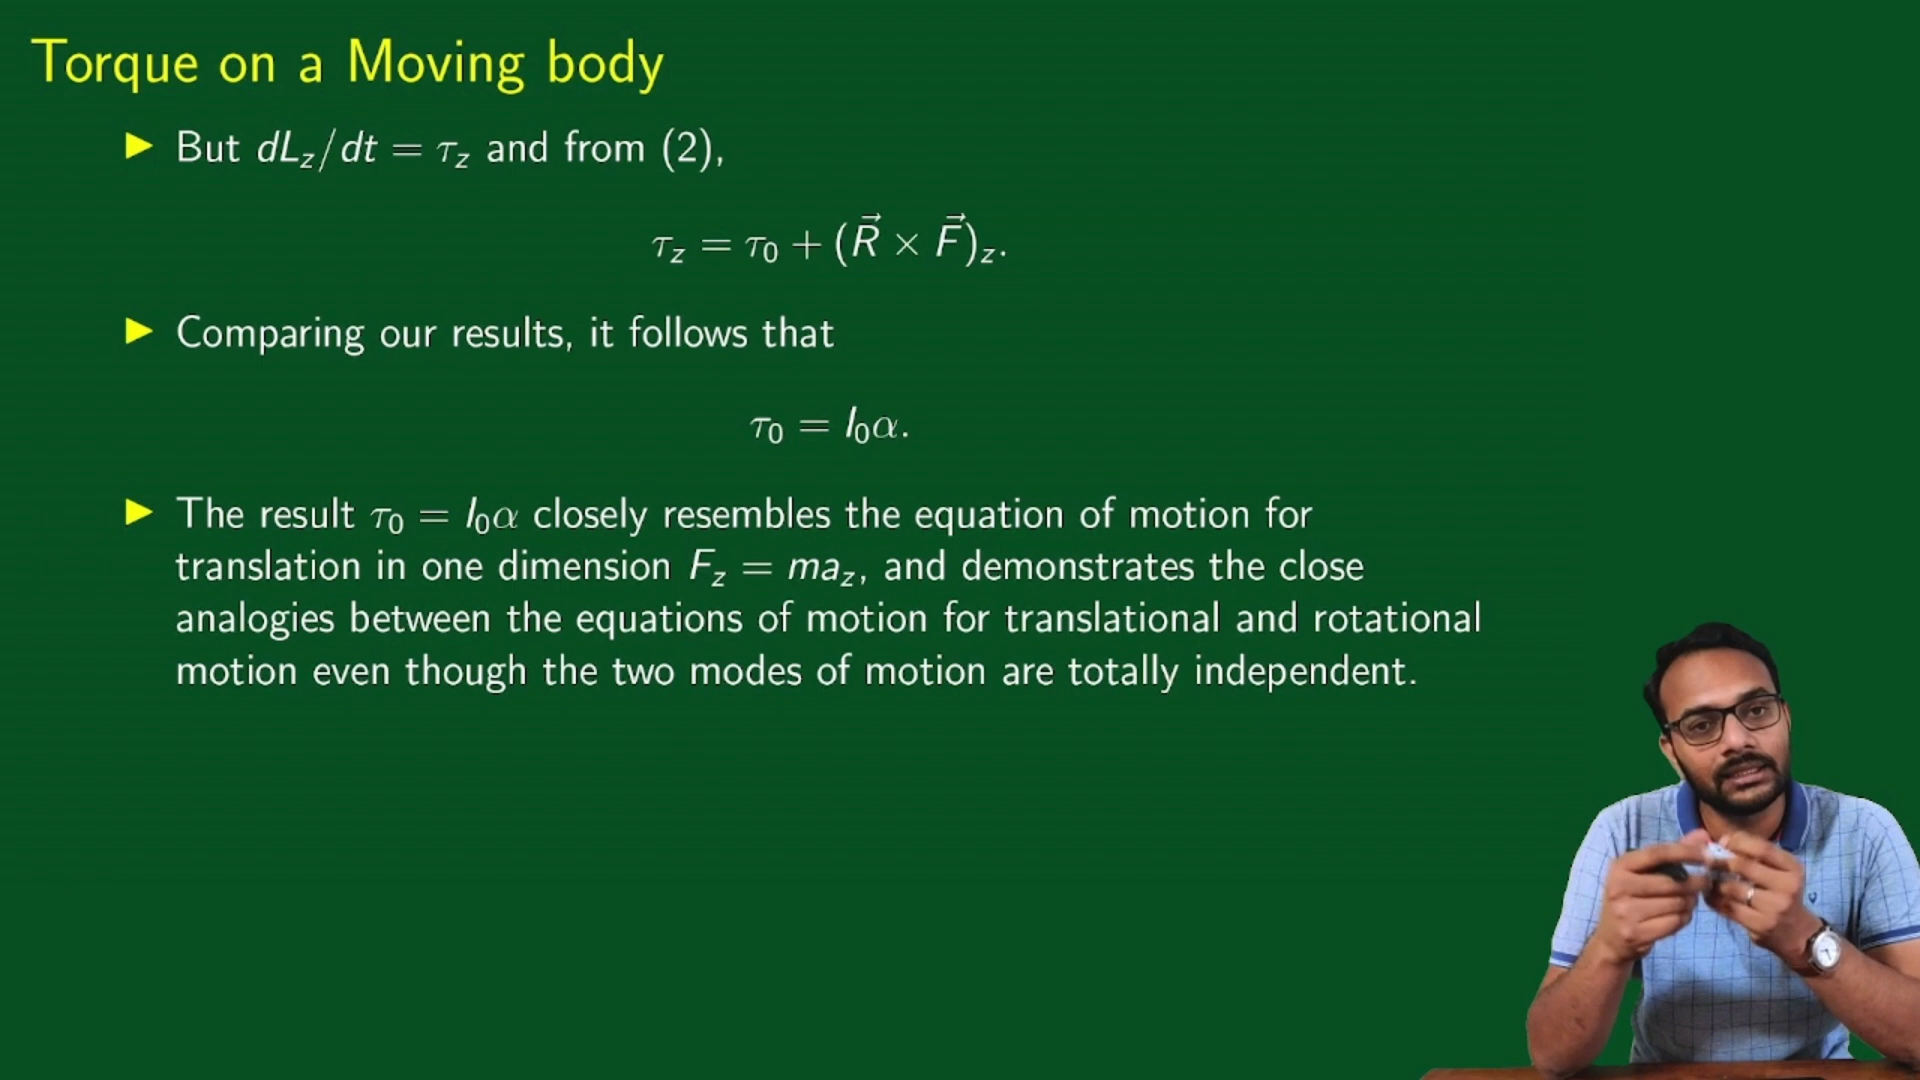 Torque on a Moving body
▶ But dL_z/dt = τ_z and from (2),
τ_z = τ_0 + (R⃗ × F⃗)_z.
▶ Comparing our results, it follows that
τ_0 = I_0α.
▶ The result τ_0 = I_0α closely resembles the equation of motion for
translation in one dimension F_z = ma_z, and demonstrates the close
analogies between the equations of motion for translational and rotational
motion even though the two modes of motion are totally independent.